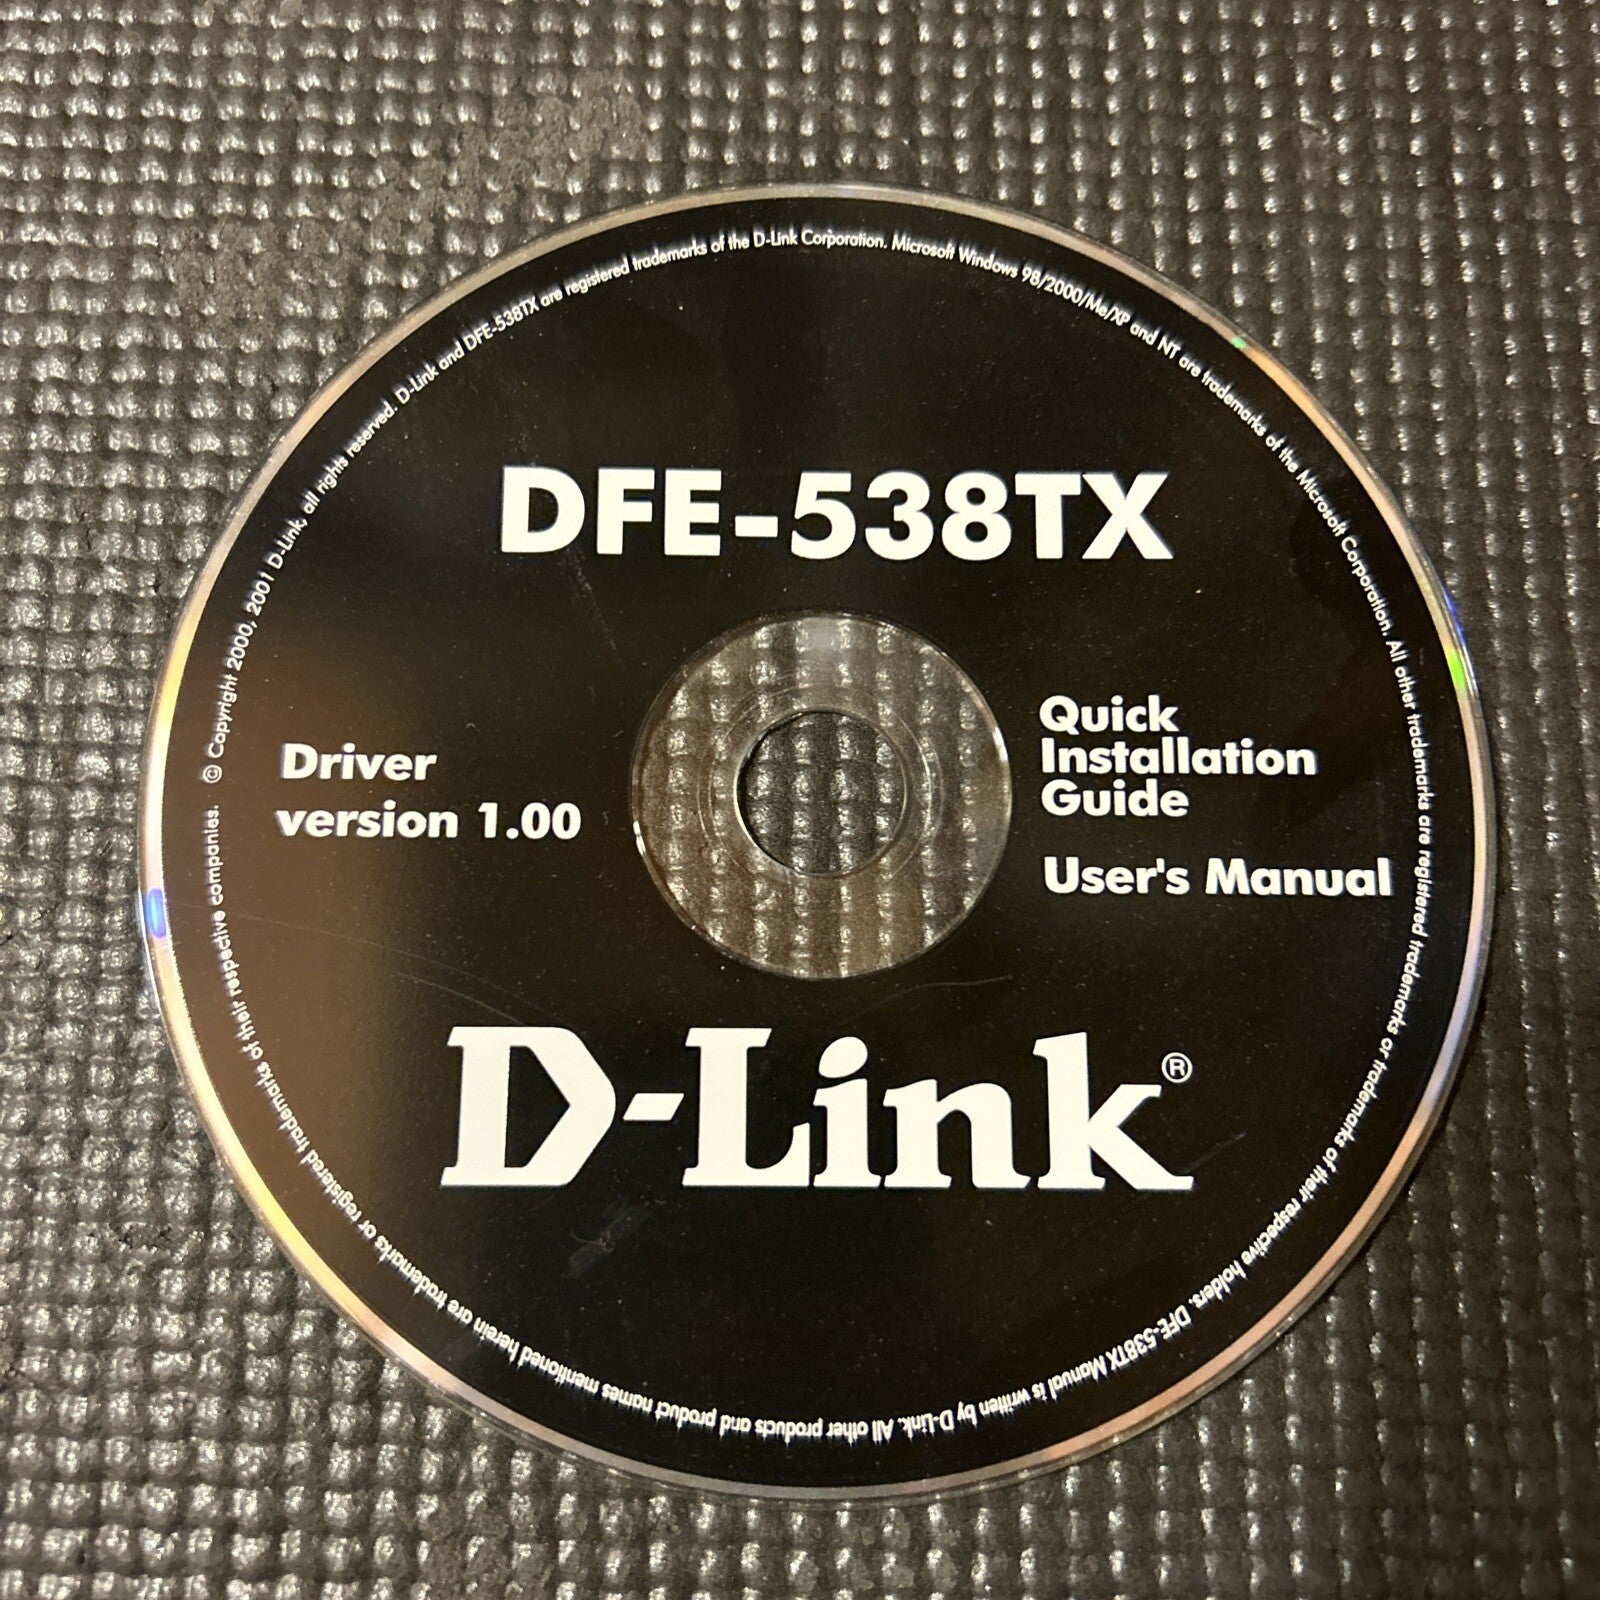 DFE-538TX
Driver
version 1.00
Quick
Installation
Guide
User's Manual
D-Link®
© Copyright 2000, 2001 D-Link, all rights reserved. D-Link and DFE-538TX are registered trademarks of the D-Link Corporation. Microsoft Windows 98/2000/Me/XP and NT are trademarks of the Microsoft Corporation. All other trademarks are registered trademarks or trademarks of their respective holders. DFE-538TX Manual is written by D-Link. All other products and product names mentioned herein are trademarks or registered trademarks of their respective companies.